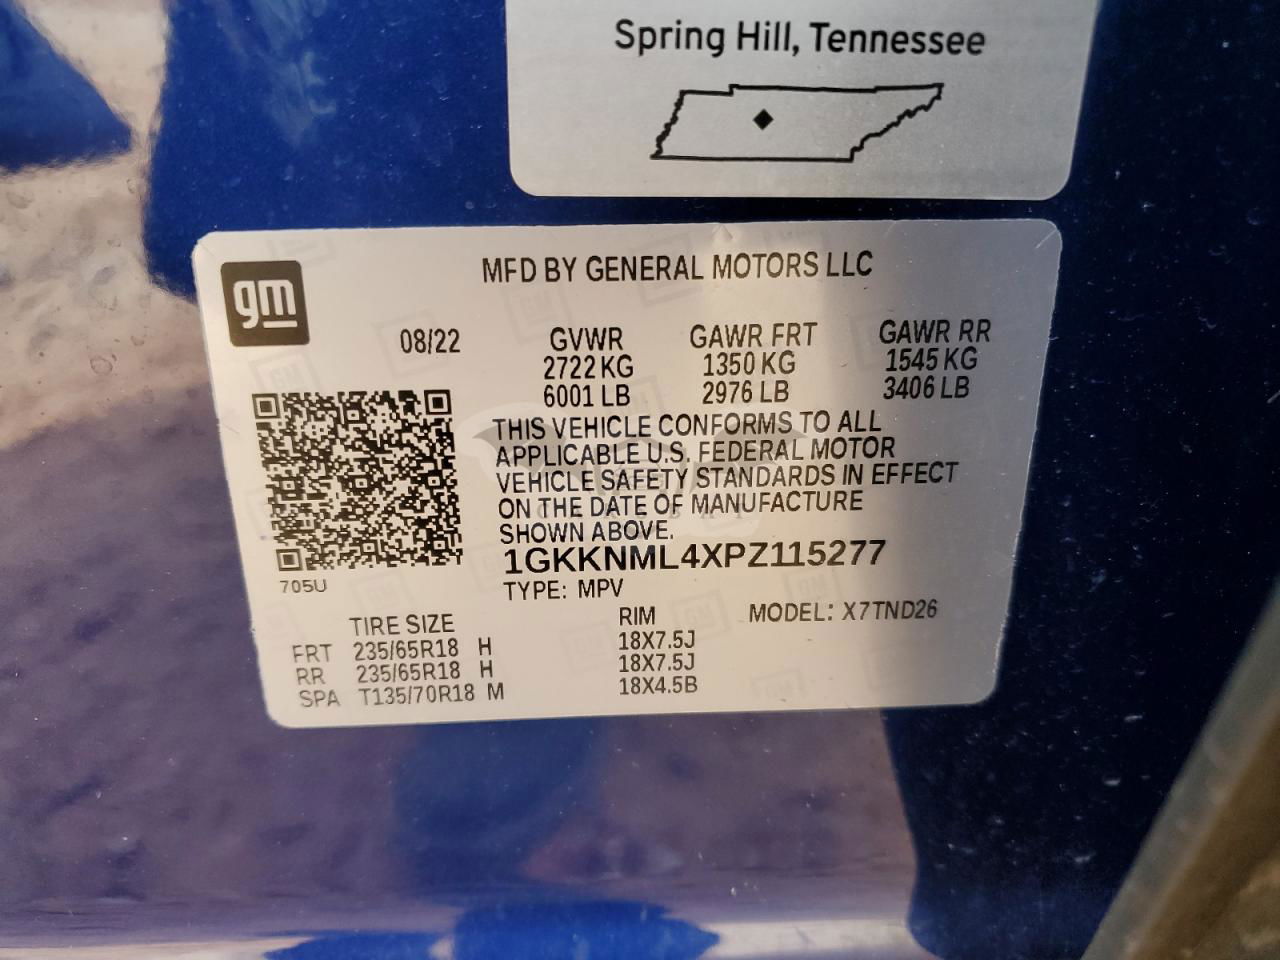 Spring Hill, Tennessee
gm
MFD BY GENERAL MOTORS LLC
08/22 GVWR GAWR FRT GAWR RR
2722 KG 1350 KG 1545 KG
6001 LB 2976 LB 3406 LB
THIS VEHICLE CONFORMS TO ALL
APPLICABLE U.S. FEDERAL MOTOR
VEHICLE SAFETY STANDARDS IN EFFECT
ON THE DATE OF MANUFACTURE
SHOWN ABOVE.
1GKKNML4XPZ115277
705U
TYPE: MPV
TIRE SIZE RIM MODEL: X7TND26
FRT 235/65R18 H 18X7.5J
RR 235/65R18 H 18X7.5J
SPA T135/70R18 M 18X4.5B